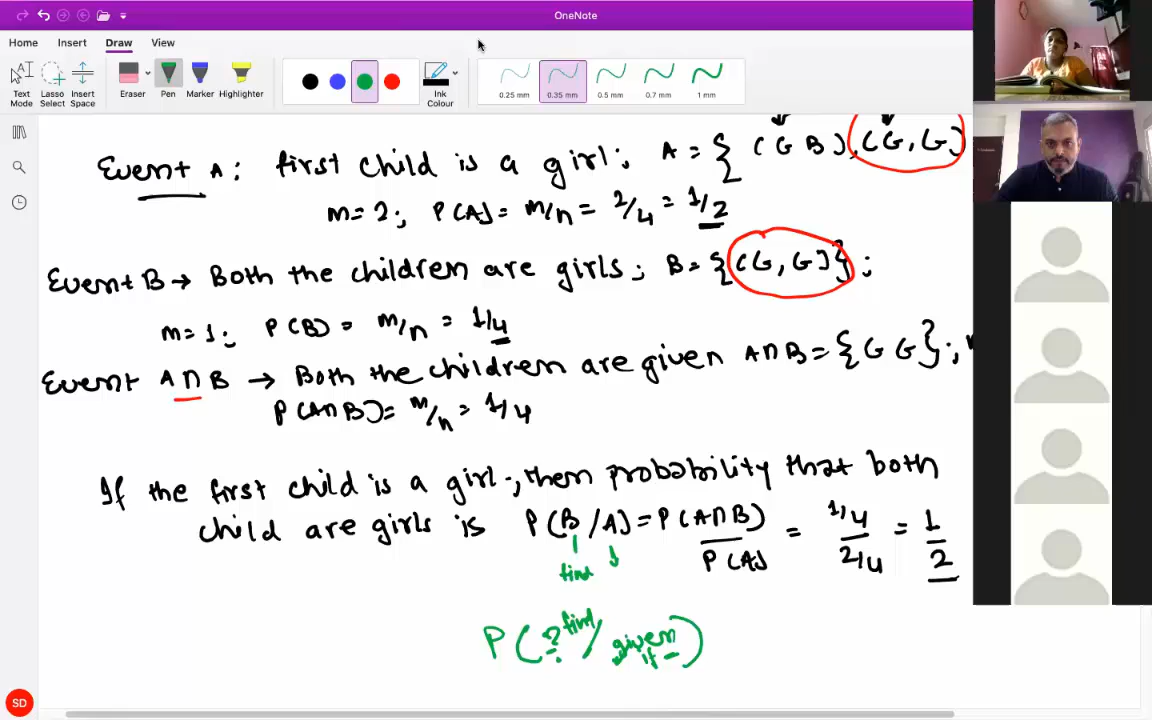 OneNote
Home Insert Draw View
Text Mode Lasso Select Insert Space Eraser Pen Marker Highlighter Ink Colour 0.25 mm 0.35 mm 0.5 mm 0.7 mm 1 mm
Event A: first child is a girl; A = { (G B), (G, G)
m = 2; P(A) = m/n = 2/4 = 1/2
Event B → Both the children are girls; B = {(G, G)};
m = 1; P(B) = m/n = 1/4
Event A∩B → Both the children are given A∩B = {G G};
P(A∩B) = m/n = 1/4
If the first child is a girl, then probability that both
child are girls is P(B/A) = P(A∩B)/P(A) = 1/4 / 2/4 = 1/2
find
P(? find / given if)
SD